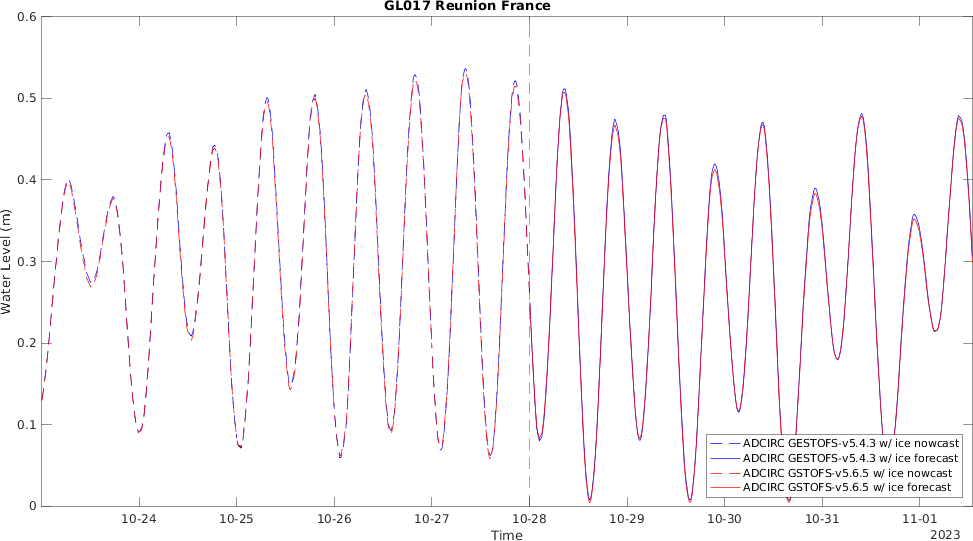 GL017 Reunion France
0.6
0.5
0.4
0.3
0.2
0.1
0
Water Level (m)
ADCIRC GESTOFS-v5.4.3 w/ ice nowcast
ADCIRC GESTOFS-v5.4.3 w/ ice forecast
ADCIRC GSTOFS-v5.6.5 w/ ice nowcast
ADCIRC GSTOFS-v5.6.5 w/ ice forecast
10-24 10-25 10-26 10-27 10-28 10-29 10-30 10-31 11-01
Time
2023